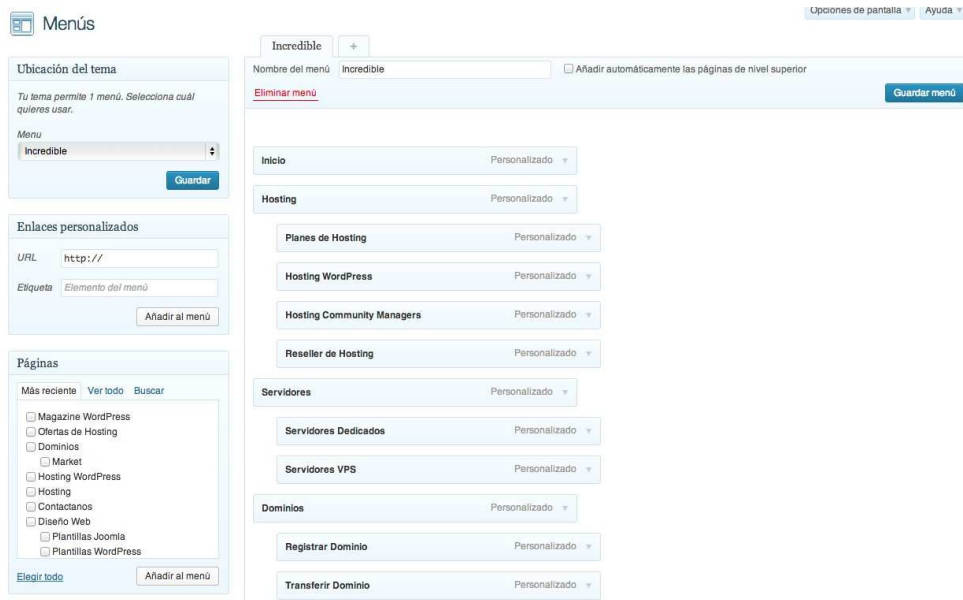 Opciones de pantalla
Ayuda
Menús
Incredible
+
Ubicación del tema
Tu tema permite 1 menú. Selecciona cuál
quieres usar.
Menu
Incredible
Guardar
Enlaces personalizados
URL http://
Etiqueta Elemento del menú
Añadir al menú
Páginas
Más reciente Ver todo Buscar
Magazine WordPress
Ofertas de Hosting
Dominios
Market
Hosting WordPress
Hosting
Contactanos
Diseño Web
Plantillas Joomla
Plantillas WordPress
Elegir todo
Añadir al menú
Nombre del menú Incredible
Añadir automáticamente las páginas de nivel superior
Eliminar menú
Guardar menú
Inicio Personalizado
Hosting Personalizado
Planes de Hosting Personalizado
Hosting WordPress Personalizado
Hosting Community Managers Personalizado
Reseller de Hosting Personalizado
Servidores Personalizado
Servidores Dedicados Personalizado
Servidores VPS Personalizado
Dominios Personalizado
Registrar Dominio Personalizado
Transferir Dominio Personalizado